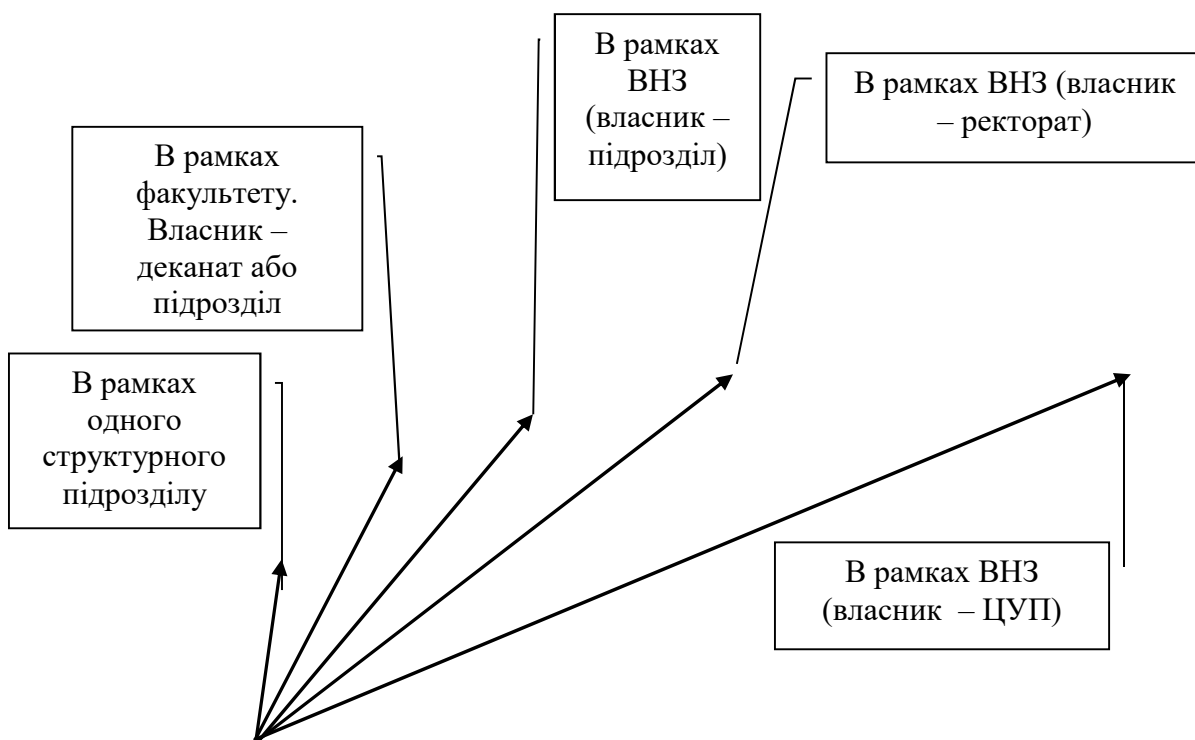 В рамках
ВНЗ
(власник –
підрозділ)
В рамках ВНЗ (власник
– ректорат)
В рамках
факультету.
Власник –
деканат або
підрозділ
В рамках
одного
структурного
підрозділу
В рамках ВНЗ
(власник – ЦУП)